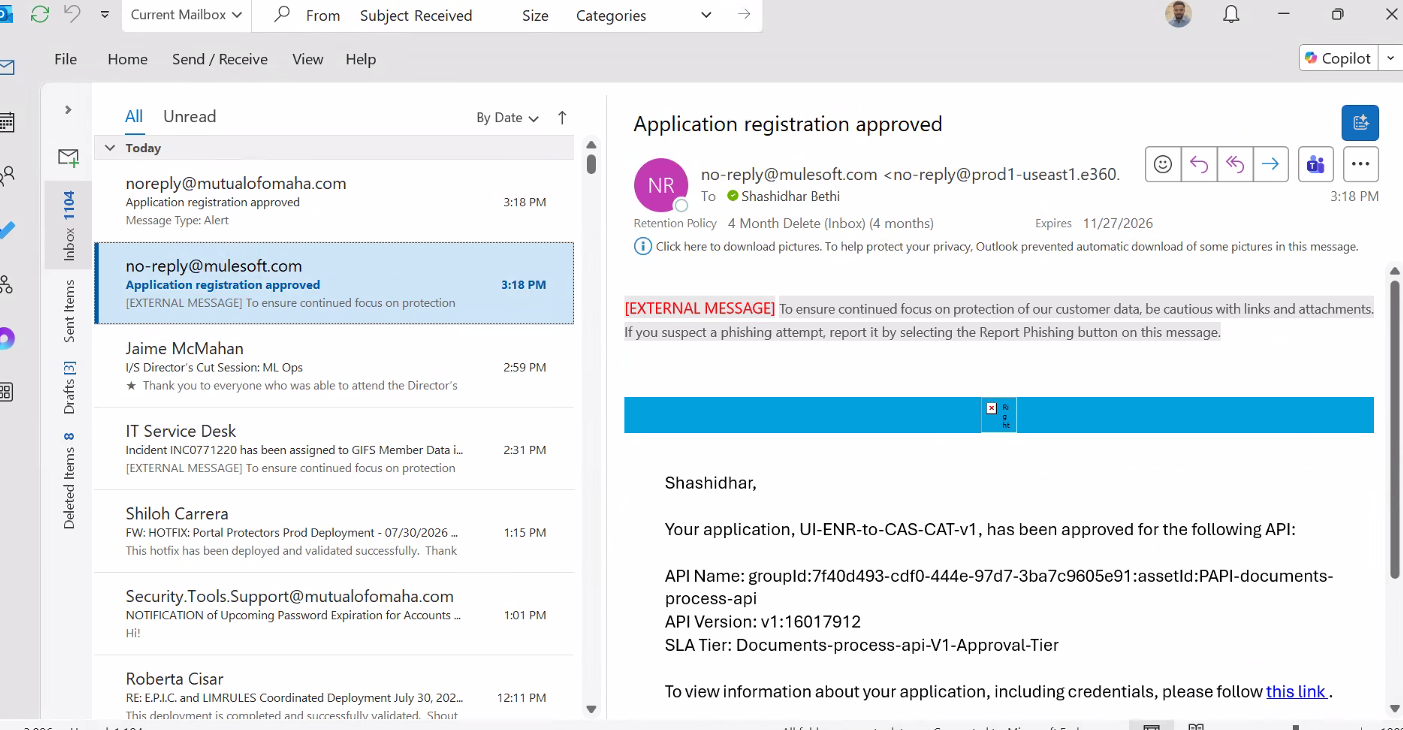 Current Mailbox
From Subject Received Size Categories
File Home Send / Receive View Help
Copilot
Inbox 1104
Sent Items
Drafts [3]
Deleted Items 8
All Unread
By Date
Today
noreply@mutualofomaha.com
Application registration approved 3:18 PM
Message Type: Alert
no-reply@mulesoft.com
Application registration approved 3:18 PM
[EXTERNAL MESSAGE] To ensure continued focus on protection
Jaime McMahan
I/S Director's Cut Session: ML Ops 2:59 PM
★ Thank you to everyone who was able to attend the Director's
IT Service Desk
Incident INC0771220 has been assigned to GIFS Member Data i... 2:31 PM
[EXTERNAL MESSAGE] To ensure continued focus on protection
Shiloh Carrera
FW: HOTFIX: Portal Protectors Prod Deployment - 07/30/2026 ... 1:15 PM
This hotfix has been deployed and validated successfully. Thank
Security.Tools.Support@mutualofomaha.com
NOTIFICATION of Upcoming Password Expiration for Accounts ... 1:01 PM
Hi!
Roberta Cisar
RE: E.P.I.C. and LIMRULES Coordinated Deployment July 30, 202... 12:11 PM
This deployment is completed and successfully validated. Shout
Application registration approved
NR
no-reply@mulesoft.com <no-reply@prod1-useast1.e360.
To Shashidhar Bethi
3:18 PM
Retention Policy 4 Month Delete (Inbox) (4 months) Expires 11/27/2026
Click here to download pictures. To help protect your privacy, Outlook prevented automatic download of some pictures in this message.
[EXTERNAL MESSAGE] To ensure continued focus on protection of our customer data, be cautious with links and attachments.
If you suspect a phishing attempt, report it by selecting the Report Phishing button on this message.
Ri
g
ht
Shashidhar,
Your application, UI-ENR-to-CAS-CAT-v1, has been approved for the following API:
API Name: groupId:7f40d493-cdf0-444e-97d7-3ba7c9605e91:assetId:PAPI-documents-
process-api
API Version: v1:16017912
SLA Tier: Documents-process-api-V1-Approval-Tier
To view information about your application, including credentials, please follow this link .